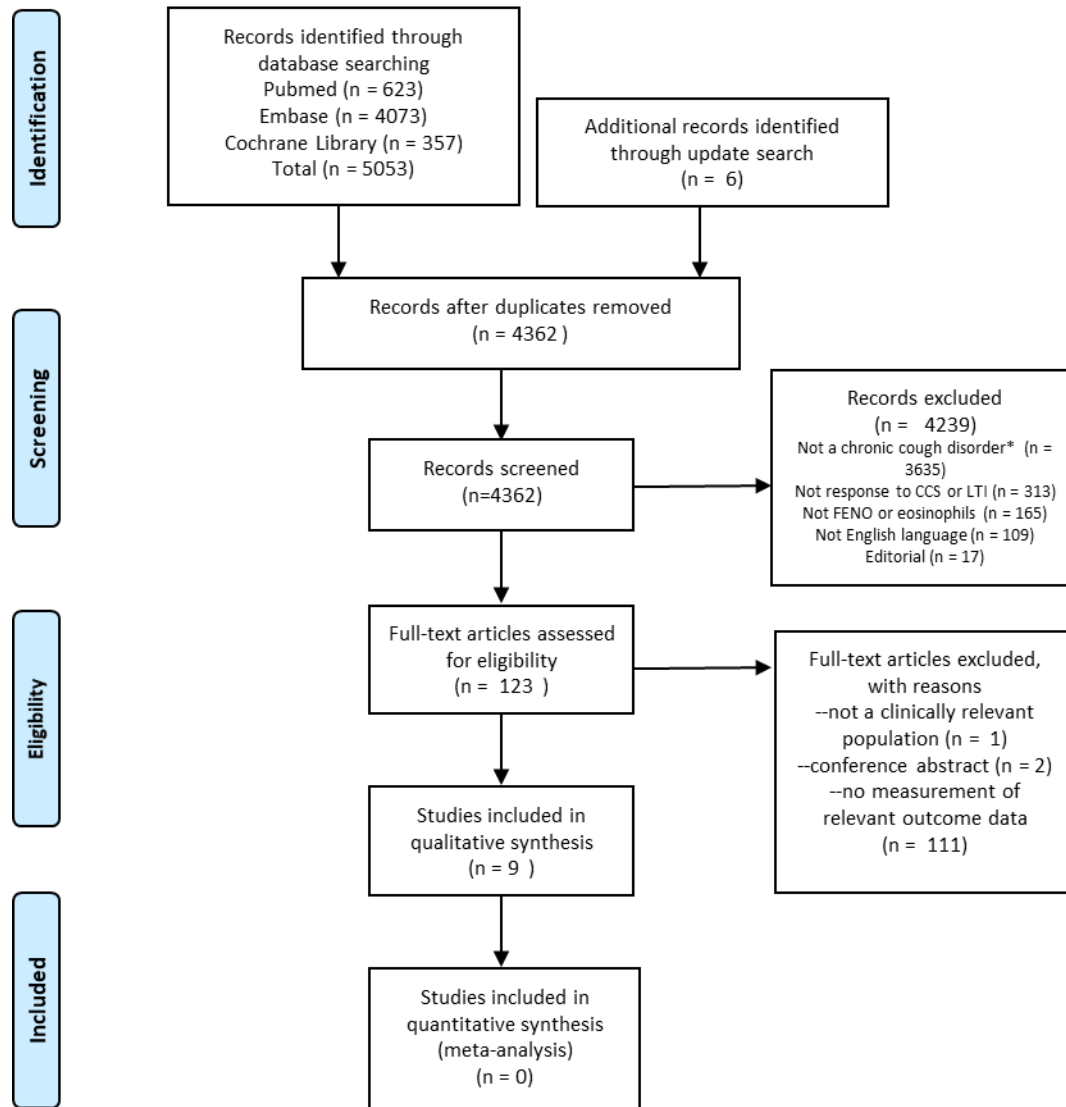 Identification
Records identified through
database searching
Pubmed (n = 623)
Embase (n = 4073)
Cochrane Library (n = 357)
Total (n = 5053)
Additional records identified
through update search
(n = 6)
Screening
Records after duplicates removed
(n = 4362 )
Records screened
(n=4362)
Records excluded
(n = 4239)
Not a chronic cough disorder* (n =
3635)
Not response to CCS or LTI (n = 313)
Not FENO or eosinophils (n = 165)
Not English language (n = 109)
Editorial (n = 17)
Eligibility
Full-text articles assessed
for eligibility
(n = 123 )
Full-text articles excluded,
with reasons
--not a clinically relevant
population (n = 1)
--conference abstract (n = 2)
--no measurement of
relevant outcome data
(n = 111)
Studies included in
qualitative synthesis
(n = 9 )
Included
Studies included in
quantitative synthesis
(meta-analysis)
(n = 0)